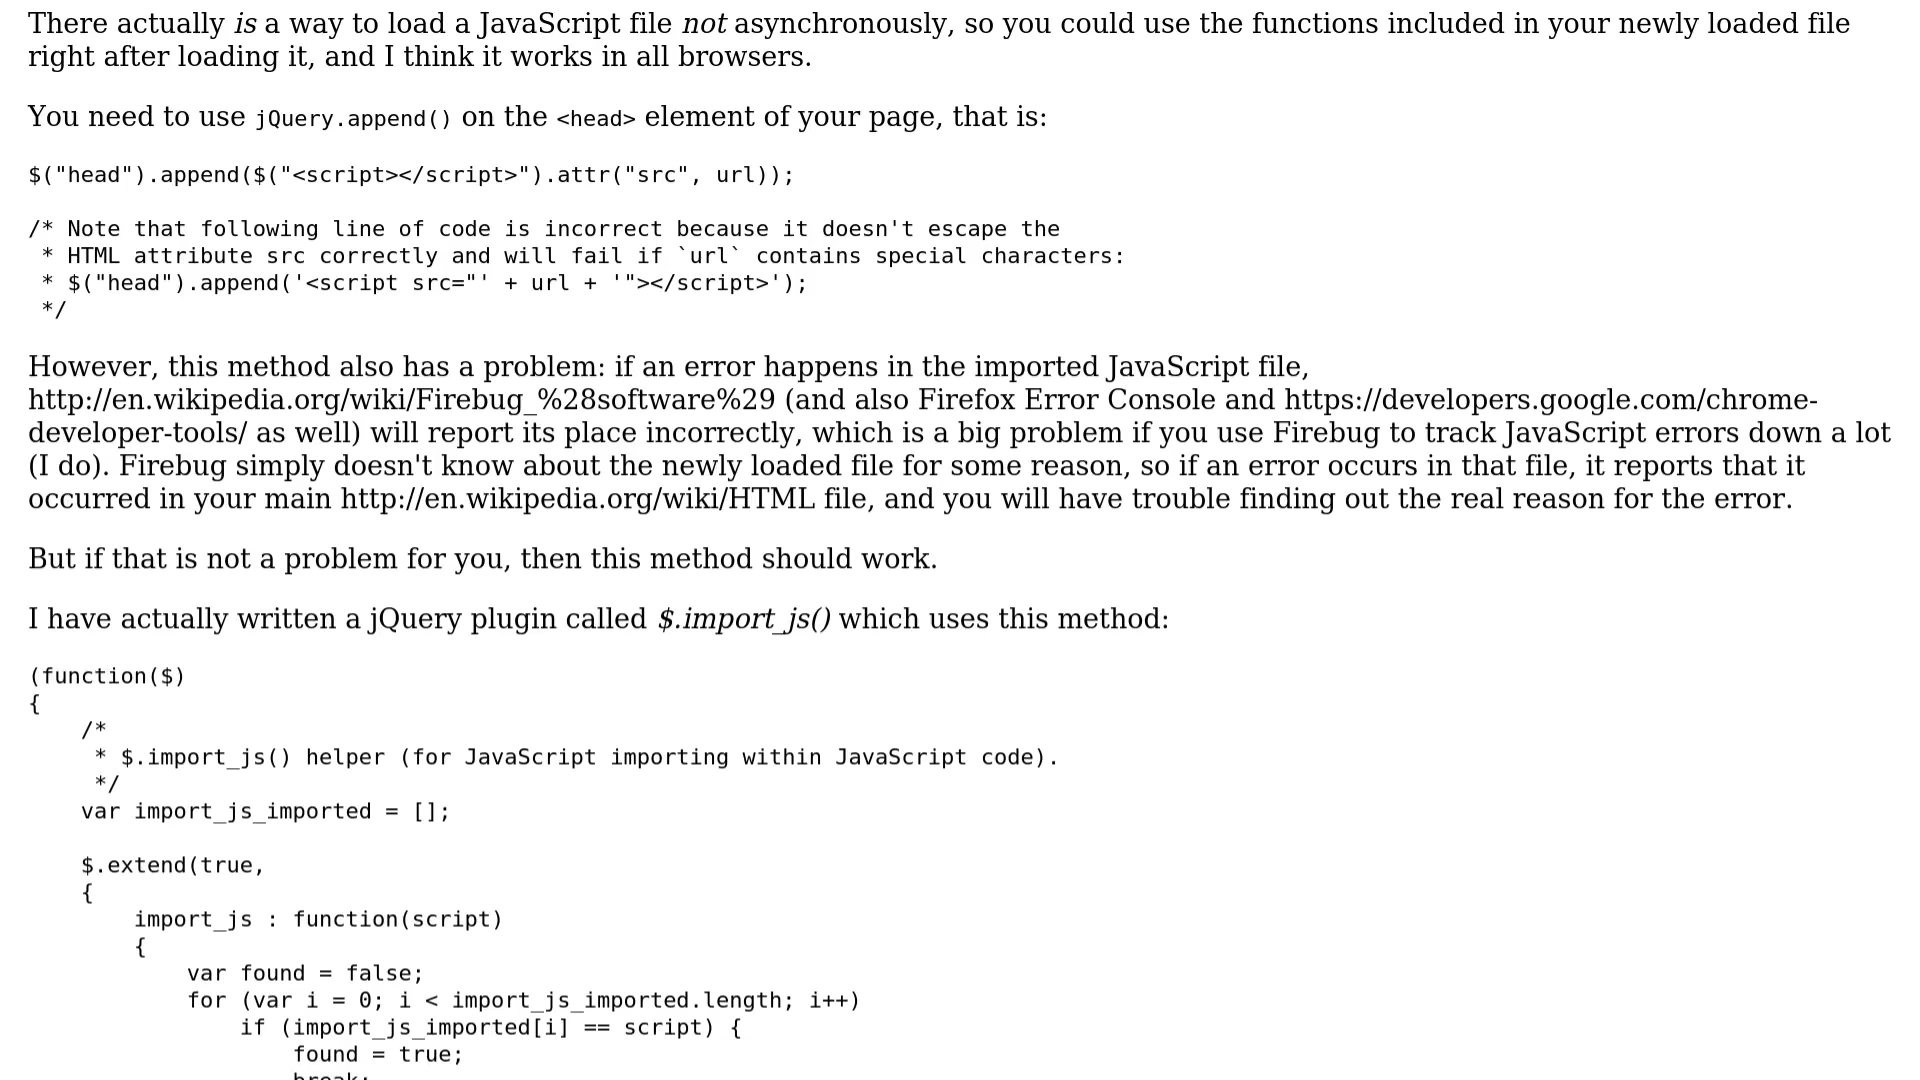 There actually is a way to load a JavaScript file not asynchronously, so you could use the functions included in your newly loaded file
right after loading it, and I think it works in all browsers.
You need to use jQuery.append() on the <head> element of your page, that is:
$("head").append($("<script></script>").attr("src", url));
/* Note that following line of code is incorrect because it doesn't escape the
 * HTML attribute src correctly and will fail if `url` contains special characters:
 * $("head").append('<script src="' + url + '"></script>');
 */
However, this method also has a problem: if an error happens in the imported JavaScript file,
http://en.wikipedia.org/wiki/Firebug_%28software%29 (and also Firefox Error Console and https://developers.google.com/chrome-
developer-tools/ as well) will report its place incorrectly, which is a big problem if you use Firebug to track JavaScript errors down a lot
(I do). Firebug simply doesn't know about the newly loaded file for some reason, so if an error occurs in that file, it reports that it
occurred in your main http://en.wikipedia.org/wiki/HTML file, and you will have trouble finding out the real reason for the error.
But if that is not a problem for you, then this method should work.
I have actually written a jQuery plugin called $.import_js() which uses this method:
(function($)
{
    /*
     * $.import_js() helper (for JavaScript importing within JavaScript code).
     */
    var import_js_imported = [];
    $.extend(true,
    {
        import_js : function(script)
        {
            var found = false;
            for (var i = 0; i < import_js_imported.length; i++)
                if (import_js_imported[i] == script) {
                    found = true;
                    break;